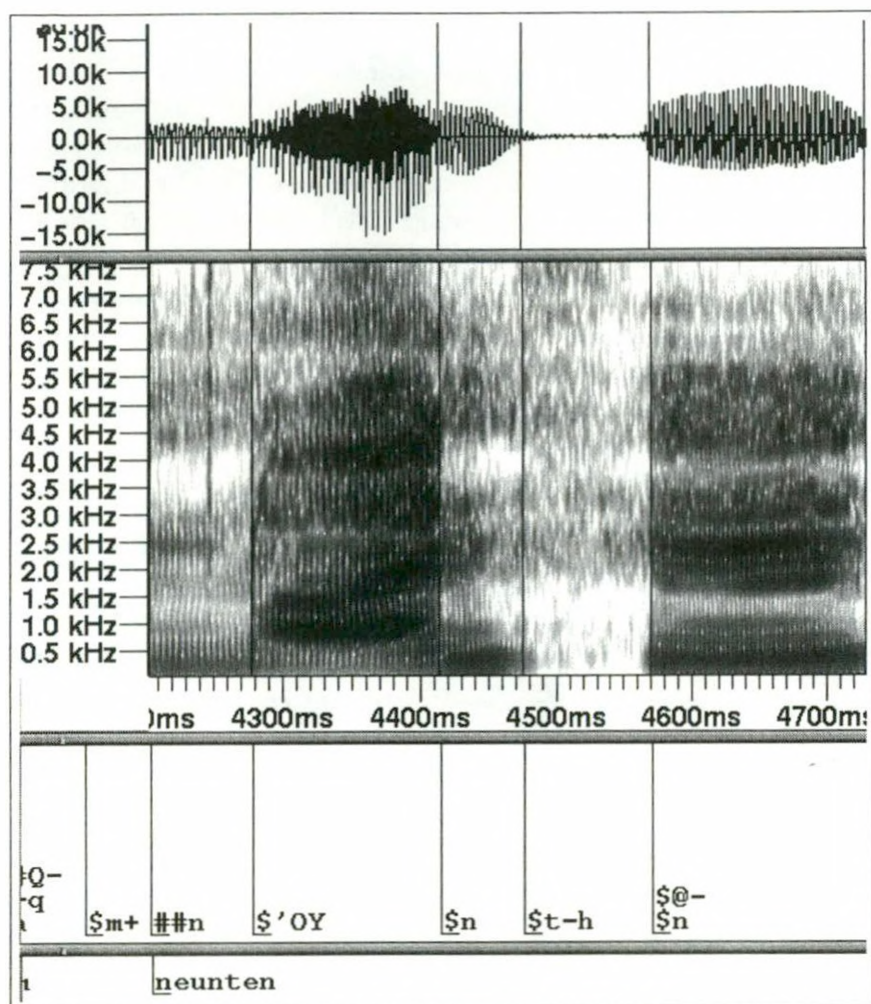 15.0k
10.0k
5.0k
0.0k
-5.0k
-10.0k
-15.0k
7.5 kHz
7.0 kHz
6.5 kHz
6.0 kHz
5.5 kHz
5.0 kHz
4.5 kHz
4.0 kHz
3.5 kHz
3.0 kHz
2.5 kHz
2.0 kHz
1.5 kHz
1.0 kHz
0.5 kHz
0ms 4300ms 4400ms 4500ms 4600ms 4700ms
#Q-
-q $@-
$m+ ##n $'OY $n $t-h $n
neunten